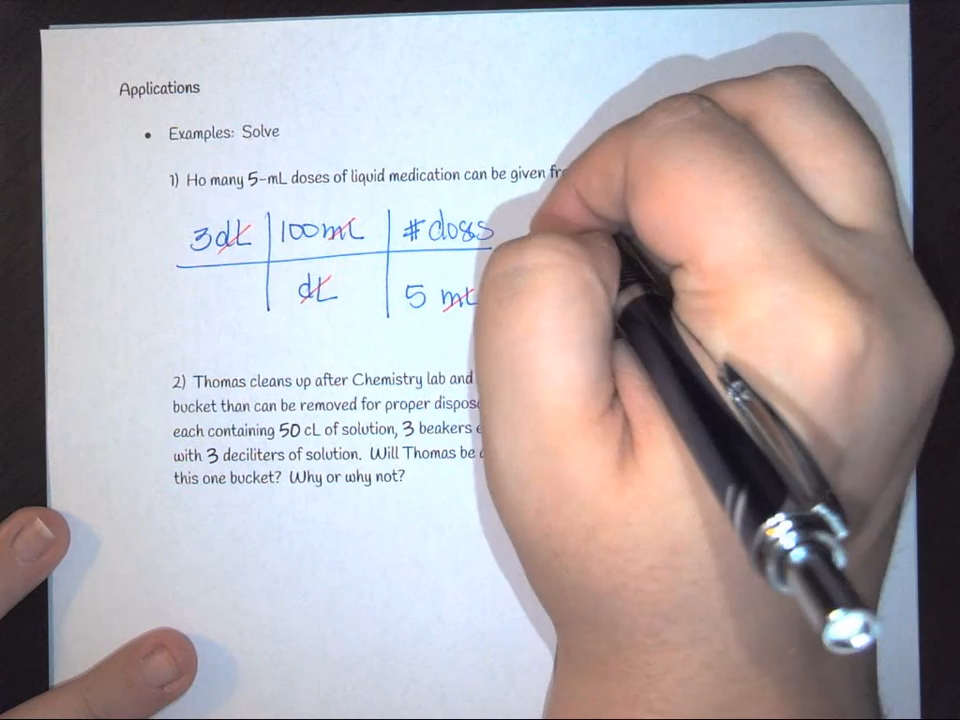 Applications
• Examples: Solve
1) Ho many 5-mL doses of liquid medication can be given
3dL | 100mL | # doses
dL | 5 mL
2) Thomas cleans up after Chemistry lab and
bucket than can be removed for proper
each containing 50 cL of solution, 3 beakers
with 3 deciliters of solution. Will Thomas be
this one bucket? Why or why not?